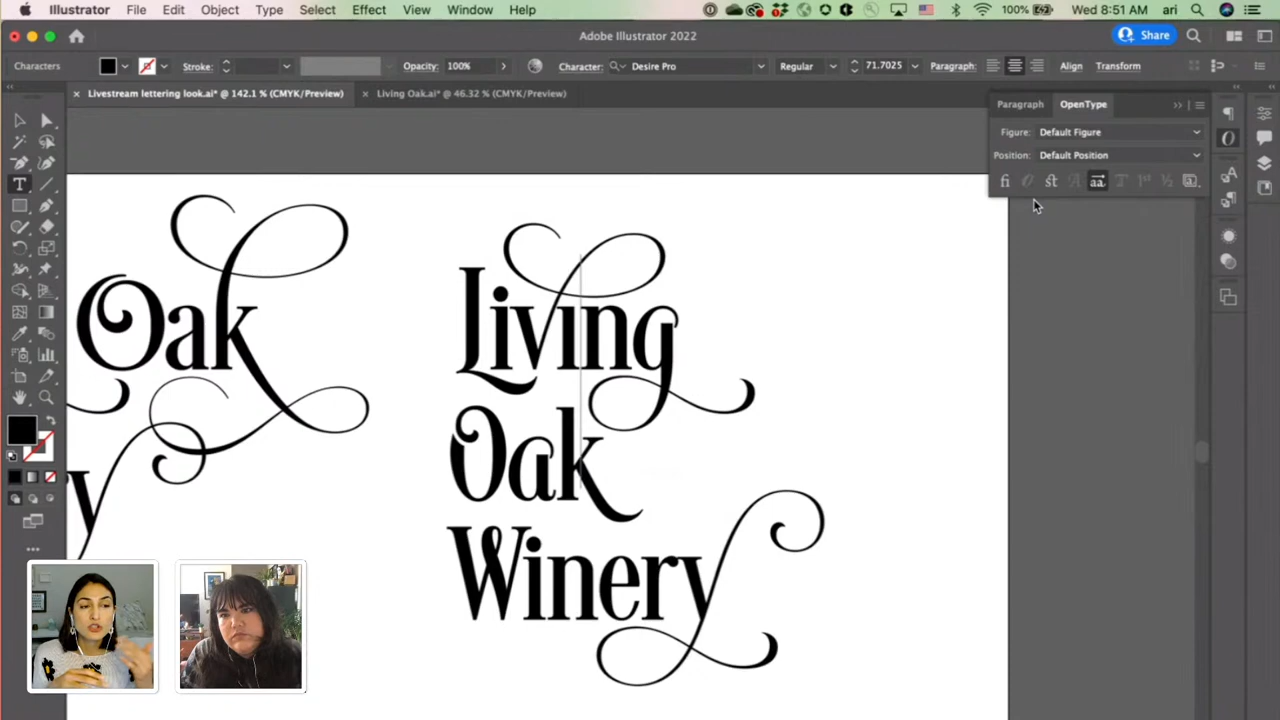 Illustrator File Edit Object Type Select Effect View Window Help 100% Wed 8:51 AM ari
Adobe Illustrator 2022 Share
Characters Stroke: Opacity: 100% Character: Desire Pro Regular 71.7025 Paragraph: Align Transform
× Livestream lettering look.ai* @ 142.1 % (CMYK/Preview) × Living Oak.ai* @ 46.32 % (CMYK/Preview)
Paragraph OpenType
Figure: Default Figure
Position: Default Position
Oak
Living
Oak
Winery
y